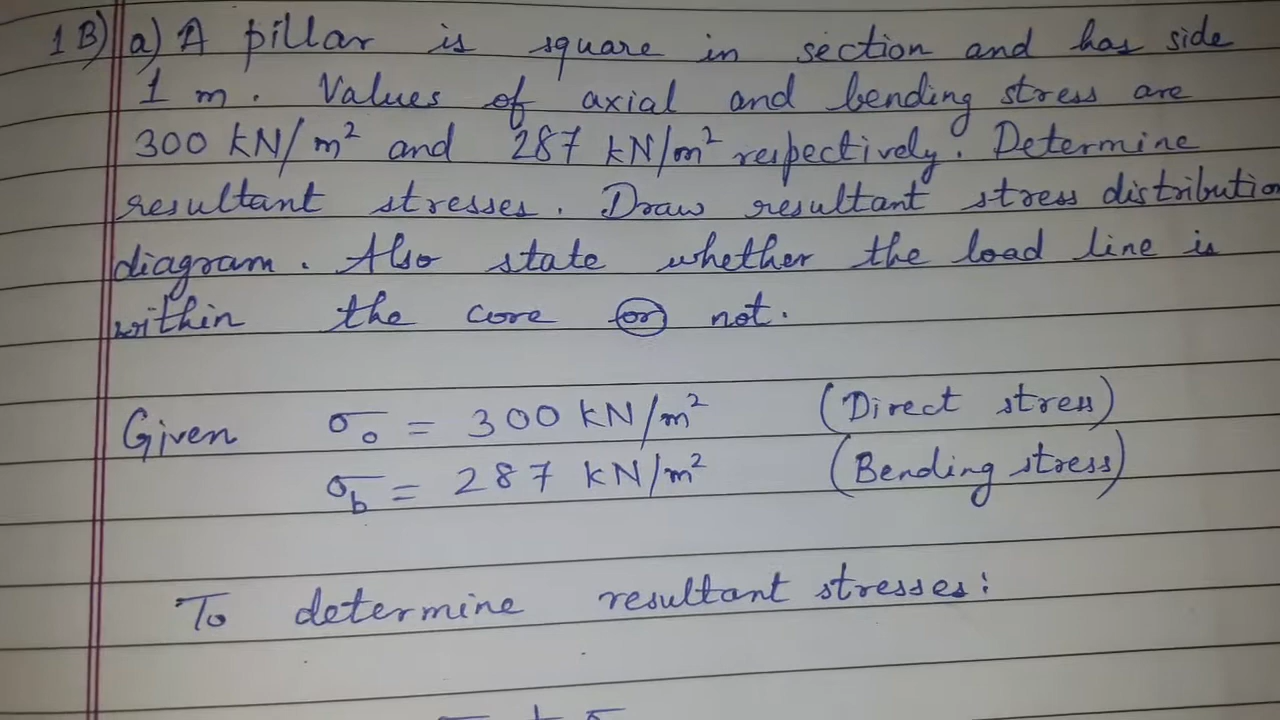 1B) a) A pillar is square in section and has side
1 m. Values of axial and bending stress are
300 KN/m² and 287 KN/m² respectively. Determine
resultant stresses. Draw resultant stress distributio
diagram. Also state whether the load line is
within the core or not.
Given σo = 300 KN/m² (Direct stress)
σb = 287 KN/m² (Bending stress)
To determine resultant stresses: